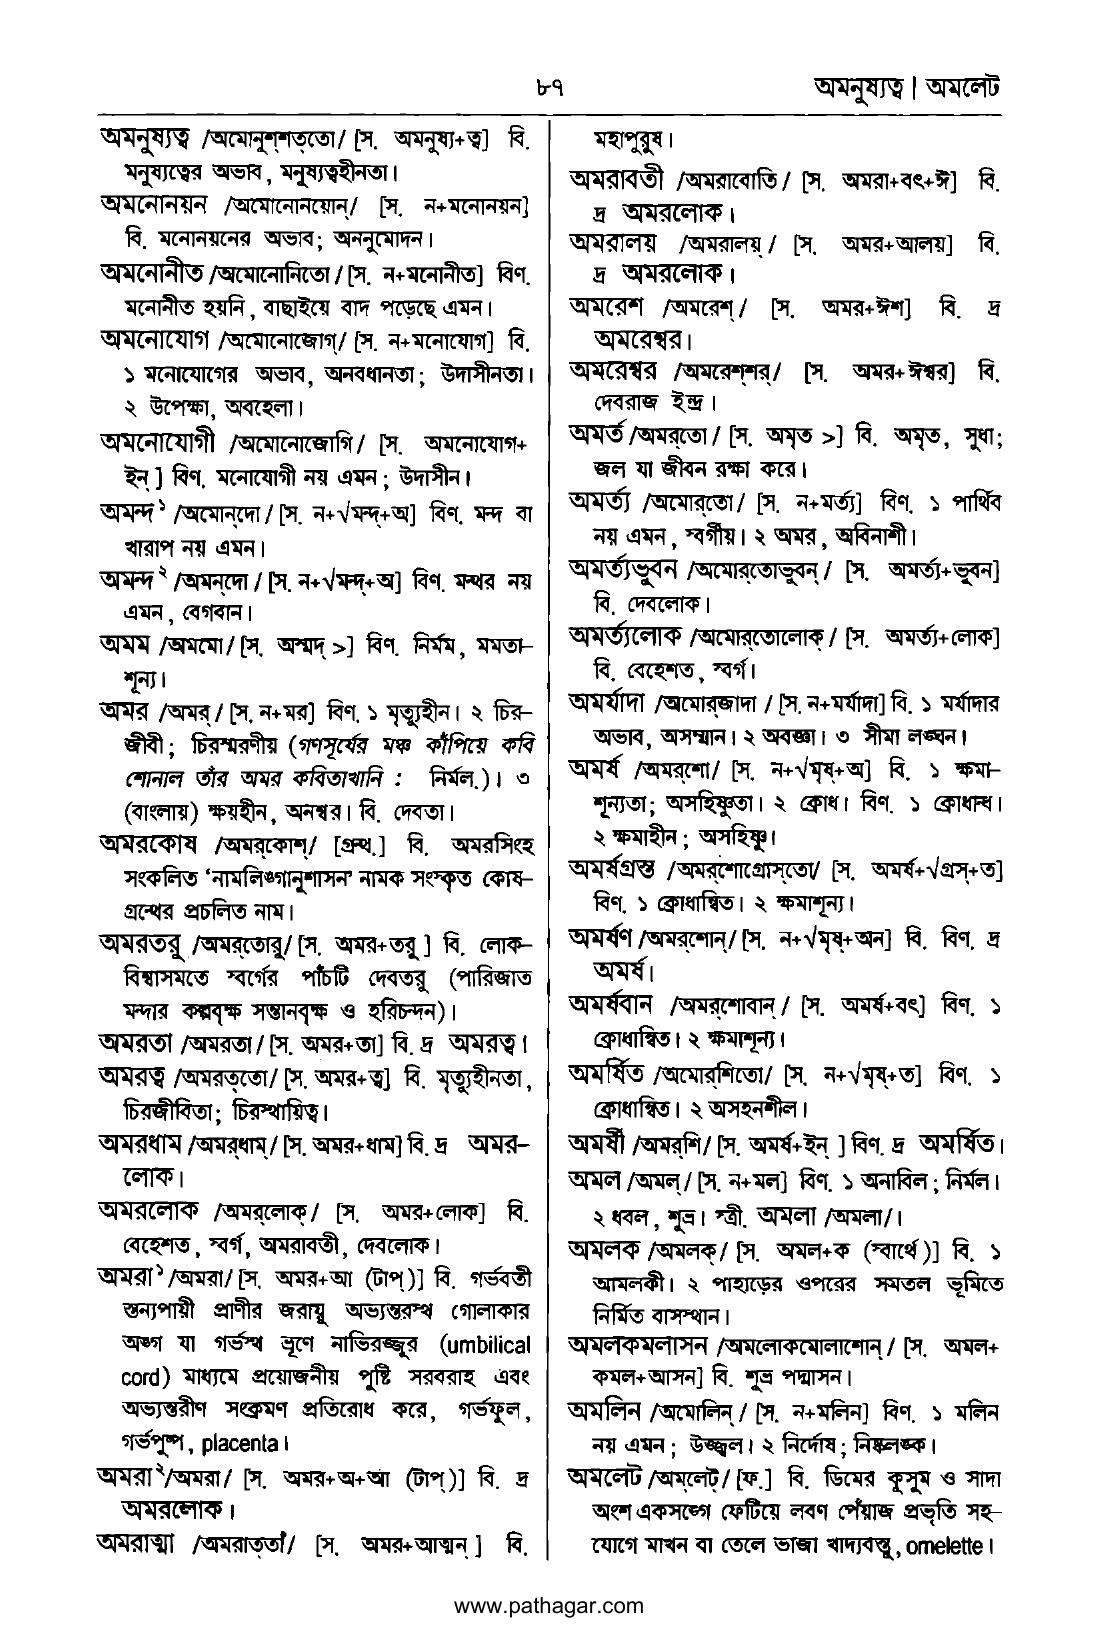 ৮৭
অমনুষ্যত্ব | অমলেট
অমনুষ্যত্ব /অমোনুশ্‌শত্‌তো/ [স. অমনুষ্য+ত্ব] বি.
মনুষ্যত্বের অভাব, মনুষ্যত্বহীনতা।
অমনোনয়ন /অমোনোনয়োন্/ [স. ন+মনোনয়ন]
বি. মনোনয়নের অভাব; অননুমোদন।
অমনোনীত /অমোনোনিতো/ [স. ন+মনোনীত] বিণ.
মনোনীত হয়নি, বাছাইয়ে বাদ পড়েছে এমন।
অমনোযোগ /অমোনোজোগ্/ [স. ন+মনোযোগ] বি.
১ মনোযোগের অভাব, অনবধানতা; উদাসীনতা।
২ উপেক্ষা, অবহেলা।
অমনোযোগী /অমোনোজোগি/ [স. অমনোযোগ+
ইন্] বিণ. মনোযোগী নয় এমন; উদাসীন।
অমন্দ১ /অমোন্‌দো/ [স. ন+√মন্দ্+অ] বিণ. মন্দ বা
খারাপ নয় এমন।
অমন্দ২ /অমন্‌দো/ [স. ন+√মন্দ্+অ] বিণ. মন্থর নয়
এমন, বেগবান।
অমম /অমমো/ [স. অস্মদ্ >] বিণ. নির্মম, মমতা-
শূন্য।
অমর /অমর্/ [স. ন+মর] বিণ. ১ মৃত্যুহীন। ২ চির-
জীবী; চিরস্মরণীয় (গণসূর্যের মঞ্চ কাঁপিয়ে কবি
শোনাল তাঁর অমর কবিতাখানি : নির্মল.)। ৩
(বাংলায়) ক্ষয়হীন, অনশ্বর। বি. দেবতা।
অমরকোষ /অমর্‌কোশ্/ [গ্রন্থ.] বি. অমরসিংহ
সংকলিত ‘নামলিঙ্গানুশাসন’ নামক সংস্কৃত কোষ-
গ্রন্থের প্রচলিত নাম।
অমরতরু /অমর্‌তোরু/ [স. অমর+তরু] বি. লোক-
বিশ্বাসমতে স্বর্গের পাঁচটি দেবতরু (পারিজাত
মন্দার কল্পবৃক্ষ সন্তানবৃক্ষ ও হরিচন্দন)।
অমরতা /অমরতা/ [স. অমর+তা] বি. দ্র অমরত্ব।
অমরত্ব /অমরত্‌তো/ [স. অমর+ত্ব] বি. মৃত্যুহীনতা,
চিরজীবিতা; চিরস্থায়িত্ব।
অমরধাম /অমর্‌ধাম্/ [স. অমর+ধাম] বি. দ্র অমর-
লোক।
অমরলোক /অমর্‌লোক্/ [স. অমর+লোক] বি.
বেহেশত, স্বর্গ, অমরাবতী, দেবলোক।
অমরা১ /অমরা/ [স. অমর+আ (টাপ্)] বি. গর্ভবতী
স্তন্যপায়ী প্রাণীর জরায়ু অভ্যন্তরস্থ গোলাকার
অঙ্গ যা গর্ভস্থ ভ্রূণে নাভিরজ্জুর (umbilical
cord) মাধ্যমে প্রয়োজনীয় পুষ্টি সরবরাহ এবং
অভ্যন্তরীণ সংক্রমণ প্রতিরোধ করে, গর্ভফুল,
গর্ভপুষ্প, placenta।
অমরা২ /অমরা/ [স. অমর+অ+আ (টাপ্)] বি. দ্র
অমরলোক।
অমরাত্মা /অমরাত্‌তাঁ/ [স. অমর+আত্মন্] বি.
মহাপুরুষ।
অমরাবতী /অমরাবোতি/ [স. অমরা+বৎ+ঈ] বি.
দ্র অমরলোক।
অমরালয় /অমরালয়্/ [স. অমর+আলয়] বি.
দ্র অমরলোক।
অমরেশ /অমরেশ্/ [স. অমর+ঈশ] বি. দ্র
অমরেশ্বর।
অমরেশ্বর /অমরেশ্‌শর্/ [স. অমর+ঈশ্বর] বি.
দেবরাজ ইন্দ্র।
অমর্ত /অমর্‌তো/ [স. অমৃত >] বি. অমৃত, সুধা;
জল যা জীবন রক্ষা করে।
অমর্ত্য /অমোর্‌তো/ [স. ন+মর্ত্য] বিণ. ১ পার্থিব
নয় এমন, স্বর্গীয়। ২ অমর, অবিনাশী।
অমর্ত্যভুবন /অমোর্‌তোভুবন্/ [স. অমর্ত্য+ভুবন]
বি. দেবলোক।
অমর্ত্যলোক /অমোর্‌তোলোক্/ [স. অমর্ত্য+লোক]
বি. বেহেশত, স্বর্গ।
অমর্যাদা /অমোর্‌জাদা/ [স. ন+মর্যাদা] বি. ১ মর্যাদার
অভাব, অসম্মান। ২ অবজ্ঞা। ৩ সীমা লঙ্ঘন।
অমর্ষ /অমর্‌শো/ [স. ন+√মৃষ্+অ] বি. ১ ক্ষমা-
শূন্যতা; অসহিষ্ণুতা। ২ ক্রোধ। বিণ. ১ ক্রোধান্ধ।
২ ক্ষমাহীন; অসহিষ্ণু।
অমর্ষগ্রস্ত /অমর্‌শোগ্রোস্‌তো/ [স. অমর্ষ+√গ্রস্+ত]
বিণ. ১ ক্রোধান্বিত। ২ ক্ষমাশূন্য।
অমর্ষণ /অমর্‌শোন্/ [স. ন+√মৃষ্+অন] বি. বিণ. দ্র
অমর্ষ।
অমর্ষবান /অমর্‌শোবান্/ [স. অমর্ষ+বৎ] বিণ. ১
ক্রোধান্বিত। ২ ক্ষমাশূন্য।
অমর্ষিত /অমোর্‌শিতো/ [স. ন+√মৃষ্+ত] বিণ. ১
ক্রোধান্বিত। ২ অসহনশীল।
অমর্ষী /অমর্‌শি/ [স. অমর্ষ+ইন্] বিণ. দ্র অমর্ষিত।
অমল /অমল্/ [স. ন+মল] বিণ. ১ অনাবিল; নির্মল।
২ ধবল, শুভ্র। স্ত্রী. অমলা /অমলা/।
অমলক /অমলক্/ [স. অমল+ক (স্বার্থে)] বি. ১
আমলকী। ২ পাহাড়ের ওপরের সমতল ভূমিতে
নির্মিত বাসস্থান।
অমলকমলাসন /অমলোকমোলাশোন্/ [স. অমল+
কমল+আসন] বি. শুভ্র পদ্মাসন।
অমলিন /অমোলিন্/ [স. ন+মলিন] বিণ. ১ মলিন
নয় এমন; উজ্জ্বল। ২ নির্দোষ; নিষ্কলঙ্ক।
অমলেট /অম্‌লেট্/ [ফ.] বি. ডিমের কুসুম ও সাদা
অংশ একসঙ্গে ফেটিয়ে লবণ পেঁয়াজ প্রভৃতি সহ-
যোগে মাখন বা তেলে ভাজা খাদ্যবস্তু, omelette।
www.pathagar.com